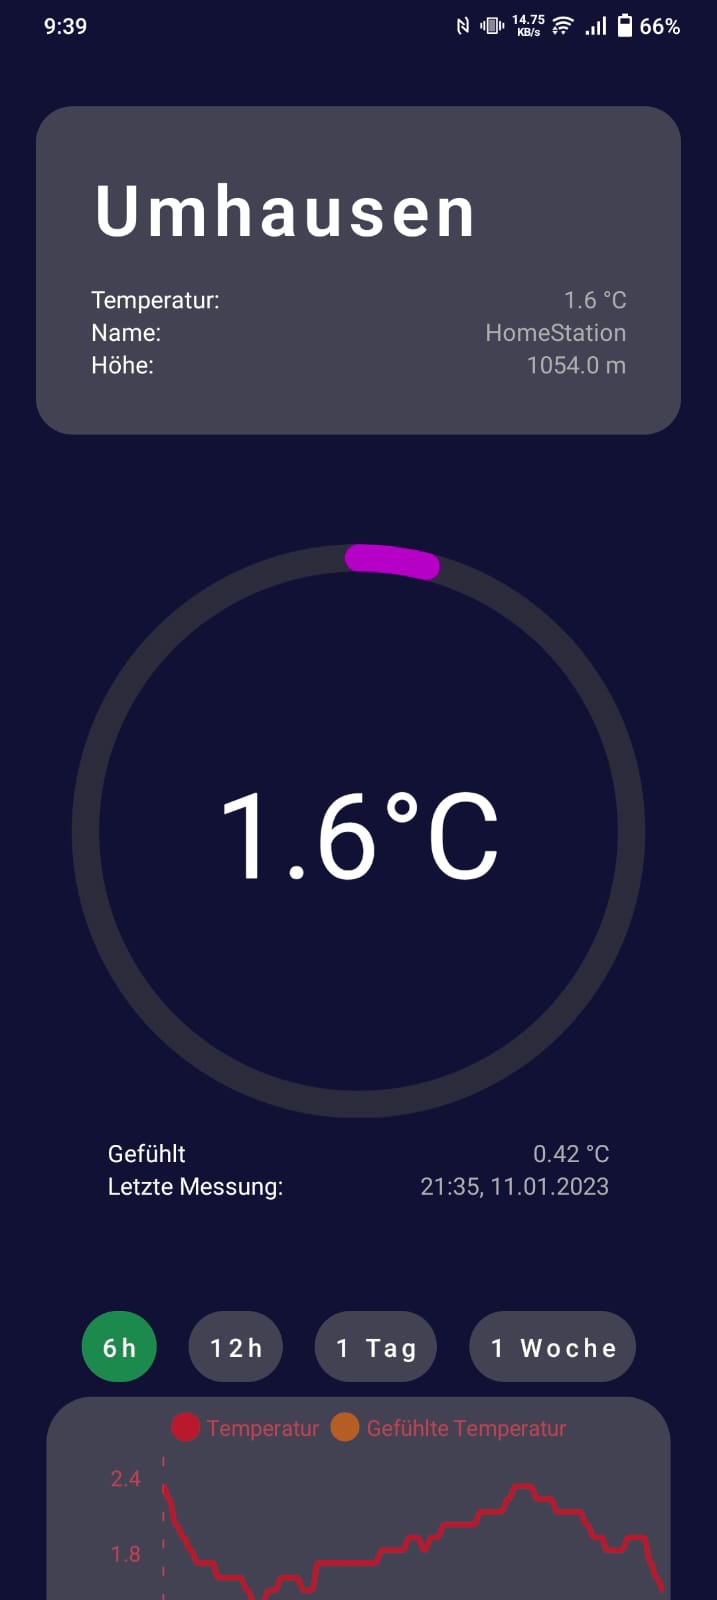 9:39 14.75 KB/s 66%
Umhausen
Temperatur: 1.6 °C
Name: HomeStation
Höhe: 1054.0 m
1.6°C
Gefühlt 0.42 °C
Letzte Messung: 21:35, 11.01.2023
6h 12h 1 Tag 1 Woche
Temperatur Gefühlte Temperatur
2.4
1.8